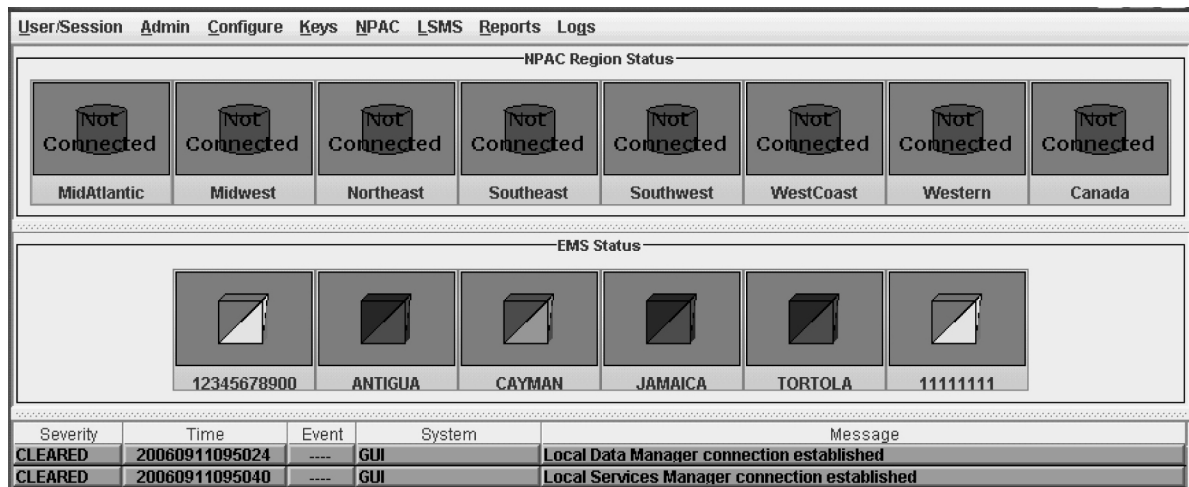 User/Session Admin Configure Keys NPAC LSMS Reports Logs
NPAC Region Status
Not Connected Not Connected Not Connected Not Connected Not Connected Not Connected Not Connected Not Connected
MidAtlantic Midwest Northeast Southeast Southwest WestCoast Western Canada
EMS Status
12345678900 ANTIGUA CAYMAN JAMAICA TORTOLA 11111111
Severity Time Event System Message
CLEARED 20060911095024 ---- GUI Local Data Manager connection established
CLEARED 20060911095040 ---- GUI Local Services Manager connection established